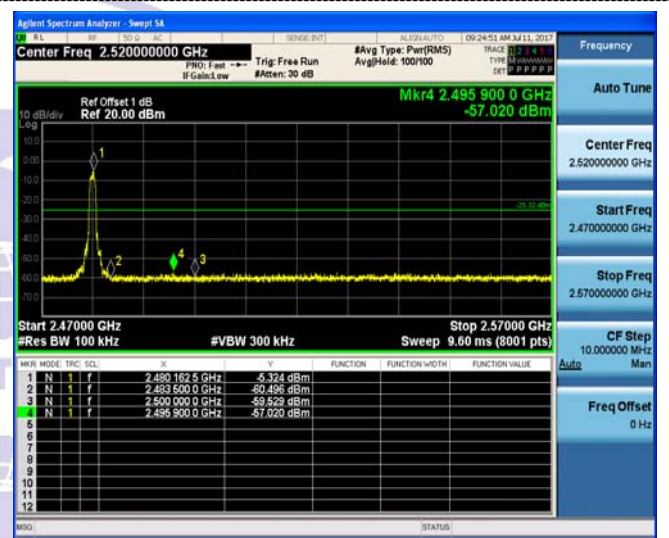 Agilent Spectrum Analyzer - Swept SA
RL RF 50 Ω AC SENSE:INT ALIGN AUTO 09:24:51 AM Jul 11, 2017
Center Freq 2.520000000 GHz
PNO: Fast
IFGain:Low
Trig: Free Run
#Atten: 30 dB
#Avg Type: Pwr(RMS)
Avg|Hold: 100/100
TRACE 1 2 3 4 5 6
TYPE
DET P P P P P P
Ref Offset 1 dB
Ref 20.00 dBm
10 dB/div
Log
Mkr4 2.495 900 0 GHz
-57.020 dBm
10.0
0.00
-10.0
-20.0
-30.0
-40.0
-50.0
-60.0
-70.0
1
2
4
3
-25.32 dBm
Start 2.47000 GHz
Stop 2.57000 GHz
#Res BW 100 kHz
#VBW 300 kHz
Sweep 9.60 ms (8001 pts)
MKR MODE TRC SCL X Y FUNCTION FUNCTION WIDTH FUNCTION VALUE
1 N 1 f 2.480 162 5 GHz -5.324 dBm
2 N 1 f 2.483 500 0 GHz -60.496 dBm
3 N 1 f 2.500 000 0 GHz -59.529 dBm
4 N 1 f 2.495 900 0 GHz -57.020 dBm
5
6
7
8
9
10
11
12
MSG STATUS
Frequency
Auto Tune
Center Freq
2.520000000 GHz
Start Freq
2.470000000 GHz
Stop Freq
2.570000000 GHz
CF Step
10.000000 MHz
Auto Man
Freq Offset
0 Hz